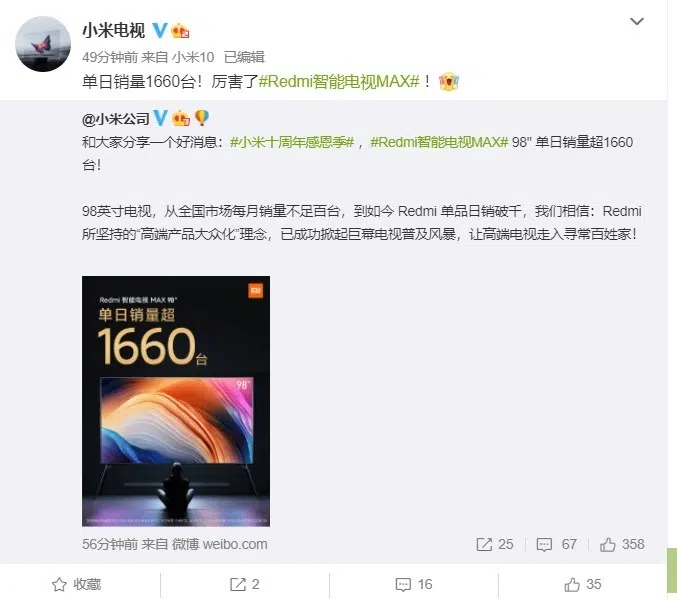 小米电视
49分钟前 来自 小米10 已编辑
单日销量1660台！厉害了#Redmi智能电视MAX#！
@小米公司
和大家分享一个好消息：#小米十周年感恩季#，#Redmi智能电视MAX# 98" 单日销量超1660
台！
98英寸电视，从全国市场每月销量不足百台，到如今 Redmi 单品日销破千，我们相信：Redmi
所坚持的“高端产品大众化”理念，已成功掀起巨幕电视普及风暴，让高端电视走入寻常百姓家！
Redmi 智能电视 MAX 98"
单日销量超
1660台
98"
56分钟前 来自 微博 weibo.com
25 67 358
收藏 2 16 35